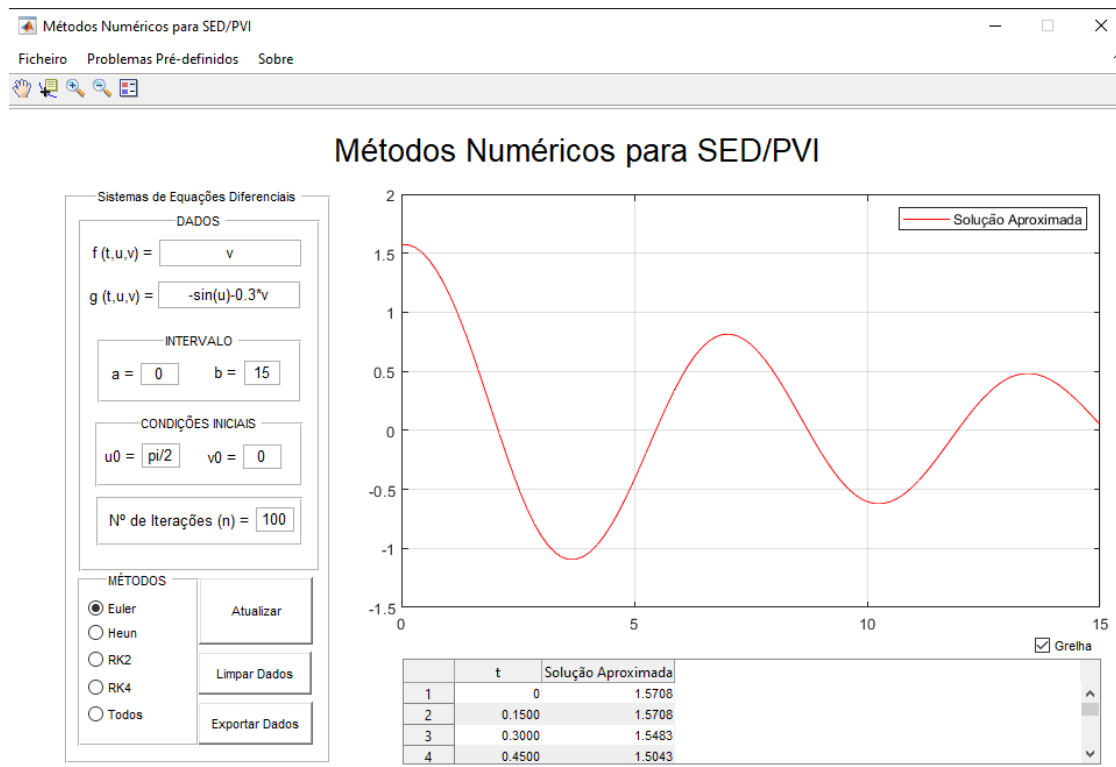 Métodos Numéricos para SED/PVI
Ficheiro Problemas Pré-definidos Sobre
Métodos Numéricos para SED/PVI
Sistemas de Equações Diferenciais
DADOS
f (t,u,v) = v
g (t,u,v) = -sin(u)-0.3*v
INTERVALO
a = 0 b = 15
CONDIÇÕES INICIAIS
u0 = pi/2 v0 = 0
Nº de Iterações (n) = 100
MÉTODOS
Euler
Heun
RK2
RK4
Todos
Atualizar
Limpar Dados
Exportar Dados
Solução Aproximada
2
1.5
1
0.5
0
-0.5
-1
-1.5
0 5 10 15
Grelha
t Solução Aproximada
1 0 1.5708
2 0.1500 1.5708
3 0.3000 1.5483
4 0.4500 1.5043